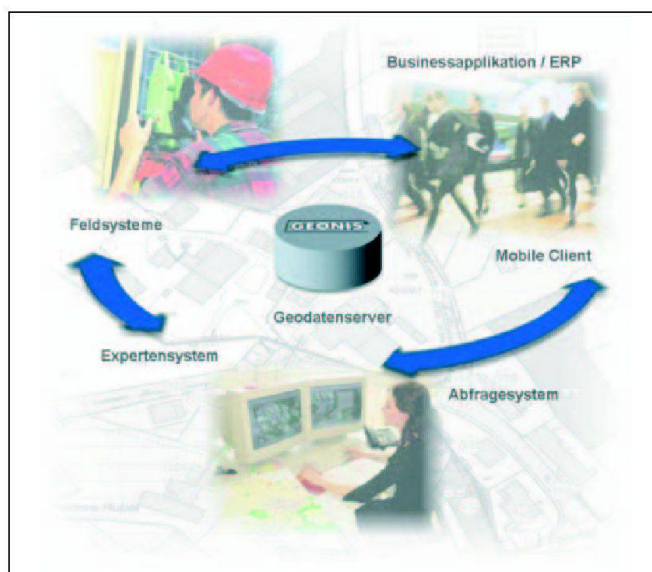 Businessapplikation / ERP
GEONIS
Feldsysteme
Mobile Client
Geodatenserver
Expertensystem
Abfragesystem